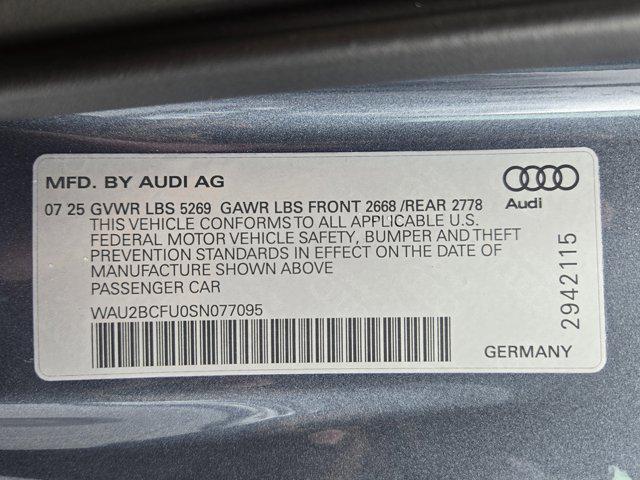 MFD. BY AUDI AG
Audi
07 25 GVWR LBS 5269 GAWR LBS FRONT 2668 /REAR 2778
THIS VEHICLE CONFORMS TO ALL APPLICABLE U.S.
FEDERAL MOTOR VEHICLE SAFETY, BUMPER AND THEFT
PREVENTION STANDARDS IN EFFECT ON THE DATE OF
MANUFACTURE SHOWN ABOVE
PASSENGER CAR
WAU2BCFU0SN077095
GERMANY
2942115